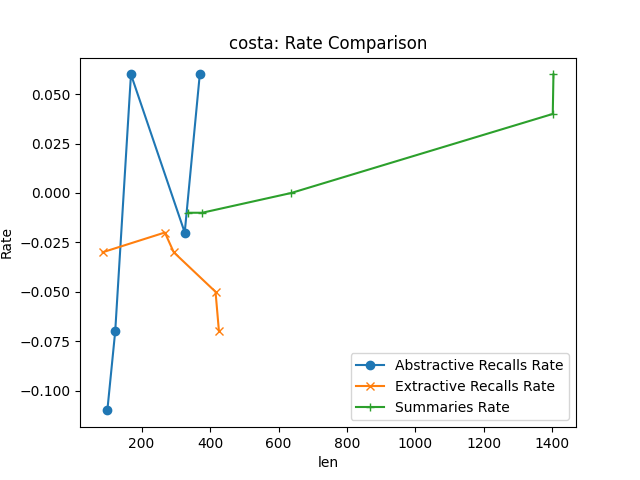 costa: Rate Comparison
Rate
0.050
0.025
0.000
-0.025
-0.050
-0.075
-0.100
200
400
600
800
1000
1200
1400
len
Abstractive Recalls Rate
Extractive Recalls Rate
Summaries Rate